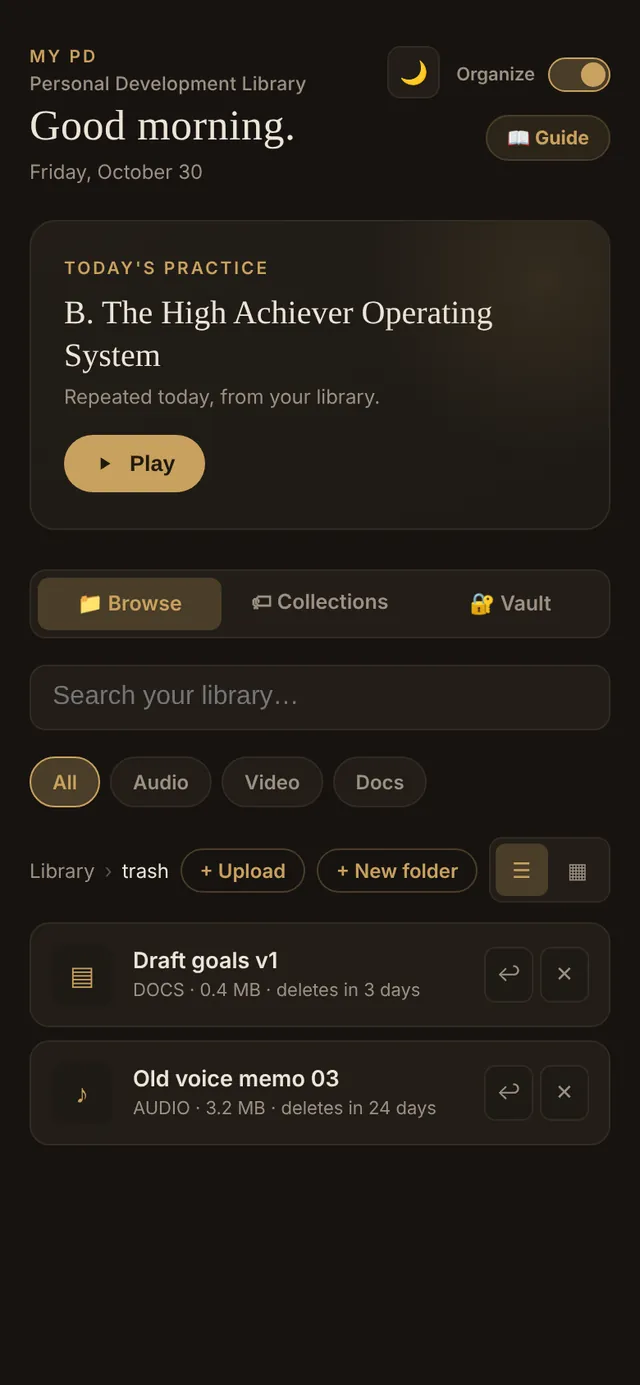 MY PD
Personal Development Library
Good morning.
Friday, October 30
Organize
Guide
TODAY'S PRACTICE
B. The High Achiever Operating
System
Repeated today, from your library.
Play
Browse
Collections
Vault
Search your library…
All
Audio
Video
Docs
Library › trash
+ Upload
+ New folder
Draft goals v1
DOCS · 0.4 MB · deletes in 3 days
Old voice memo 03
AUDIO · 3.2 MB · deletes in 24 days